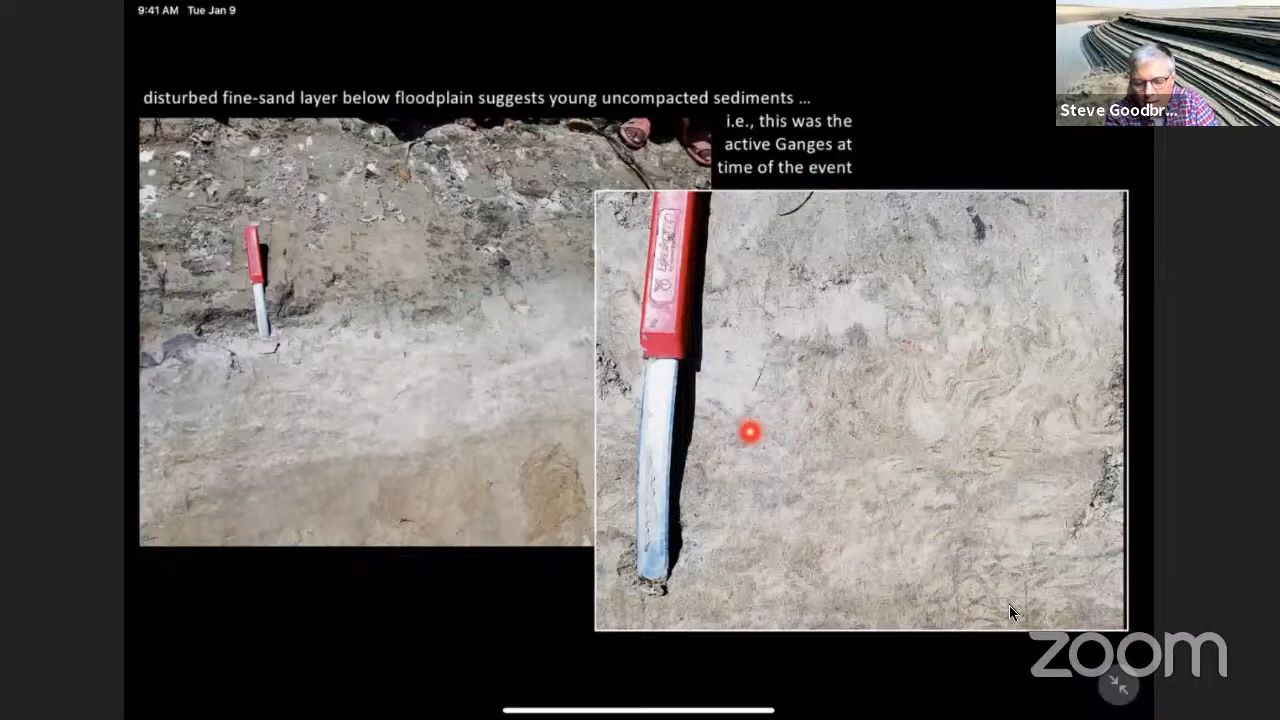 9:41 AM Tue Jan 9
disturbed fine-sand layer below floodplain suggests young uncompacted sediments ...
i.e., this was the
active Ganges at
time of the event
Steve Goodbr...
zoom